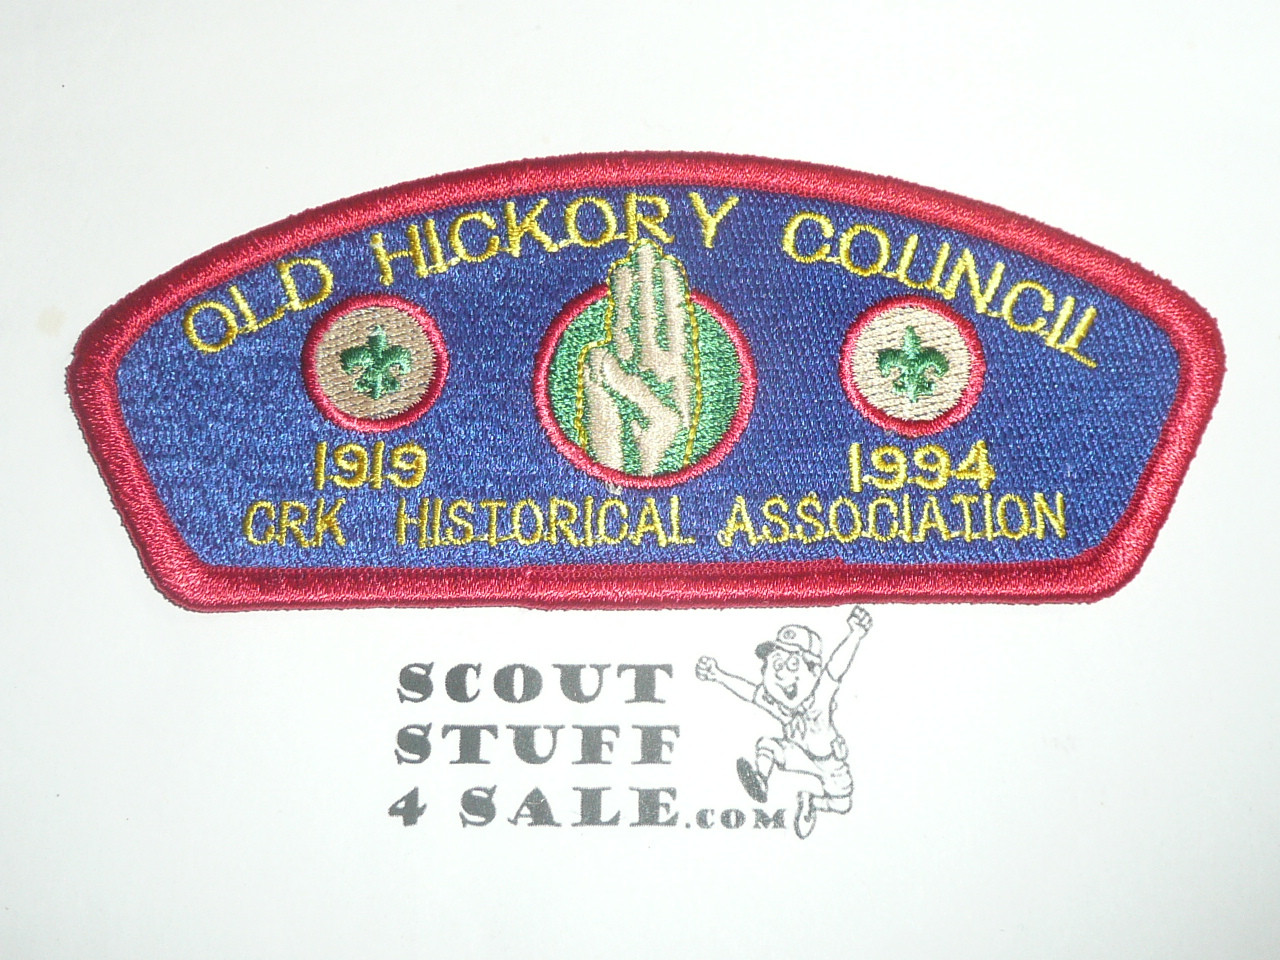 OLD HICKORY COUNCIL
1919 1994
CRK HISTORICAL ASSOCIATION
SCOUT
STUFF
4 SALE.COM